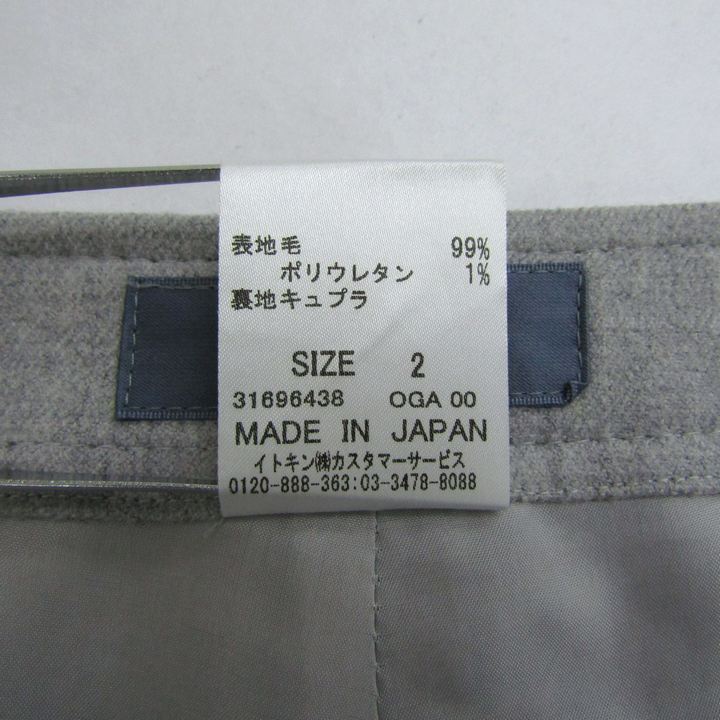 表地毛 99%
ポリウレタン 1%
裏地キュプラ
SIZE 2
31696438 OGA 00
MADE IN JAPAN
イトキン㈱カスタマーサービス
0120-888-363:03-3478-8088